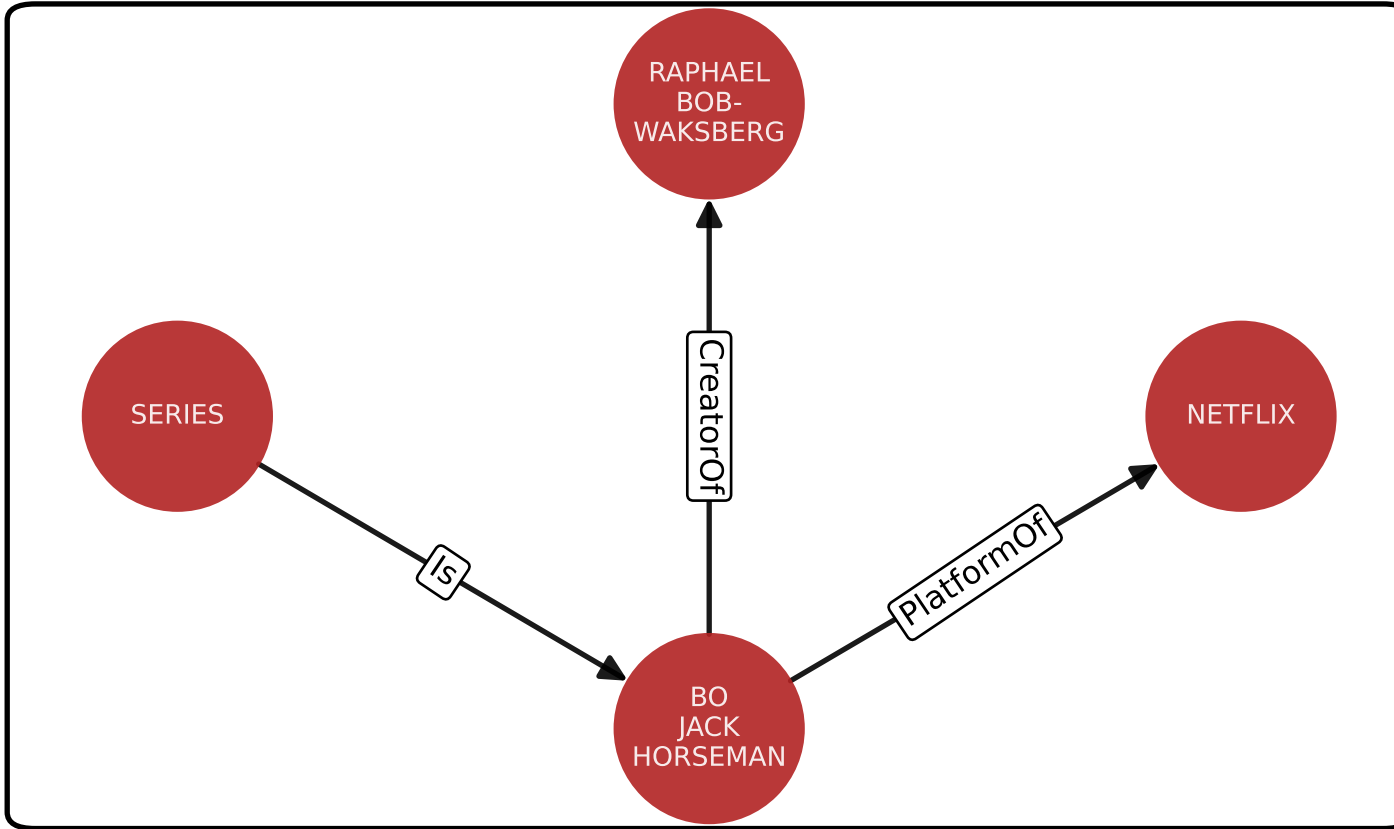 RAPHAEL
BOB-
WAKSBERG
CreatorOf
SERIES
NETFLIX
Is
PlatformOf
BO
JACK
HORSEMAN